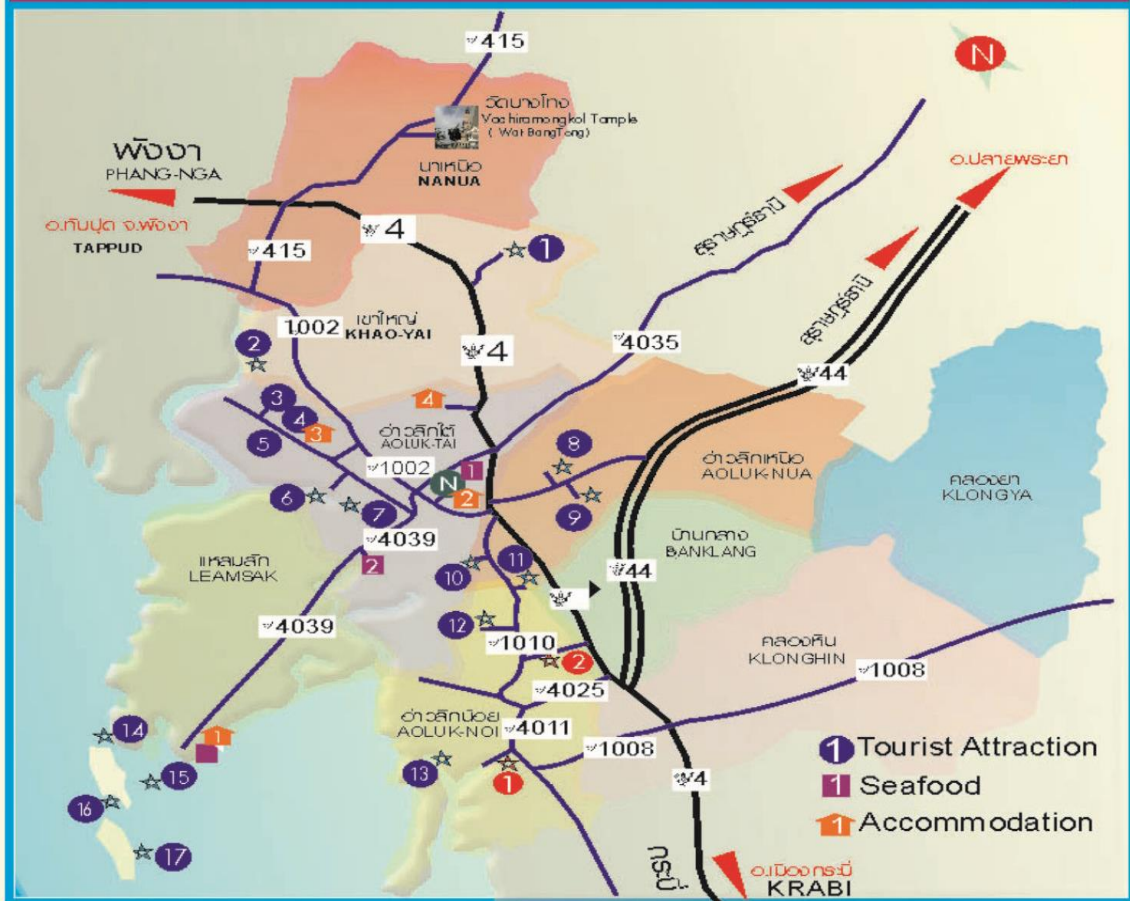 415
N
วัดบางโทง
Vachiramongkol Tample
( Wat BangTong)
พังงา
PHANG-NGA
นาเหนือ
NANUA
อ.ปลายพระยา
อ.ทับปุด จ.พังงา
TAPPUD
4
สุราษฎร์ธานี
415
1
สุราษฎร์ธานี
1002
เขาใหญ่
KHAO-YAI
4035
2
4
44
3
4
4
3
อ่าวลึกใต้
AOLUK-TAI
8
5
1002
1
อ่าวลึกเหนือ
AOLUK-NUA
คลองยา
KLONGYA
N
2
6
7
9
4039
บ้านกลาง
BANKLANG
แหลมสัก
LEAMSAK
2
10
11
44
12
4039
1010
คลองหิน
KLONGHIN
2
1008
4025
อ่าวลึกน้อย
AOLUK-NOI
4011
14
1
1008
1 Tourist Attraction
13
15
1
4
1 Seafood
16
1 Accommodation
17
กระบี่
อ.เมืองกระบี่
KRABI